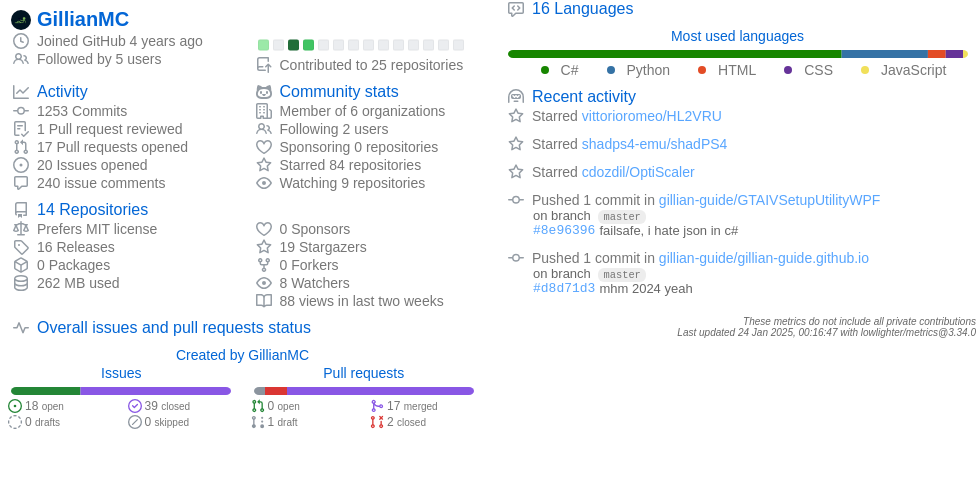 GillianMC
Joined GitHub 4 years ago
Followed by 5 users
Contributed to 25 repositories
Activity
1253 Commits
1 Pull request reviewed
17 Pull requests opened
20 Issues opened
240 issue comments
Community stats
Member of 6 organizations
Following 2 users
Sponsoring 0 repositories
Starred 84 repositories
Watching 9 repositories
14 Repositories
Prefers MIT license
16 Releases
0 Packages
262 MB used
0 Sponsors
19 Stargazers
0 Forkers
8 Watchers
88 views in last two weeks
Overall issues and pull requests status
Created by GillianMC
Issues
18 open
39 closed
0 drafts
0 skipped
Pull requests
0 open
17 merged
1 draft
2 closed
16 Languages
Most used languages
C# Python HTML CSS JavaScript
Recent activity
Starred vittorioromeo/HL2VRU
Starred shadps4-emu/shadPS4
Starred cdozdil/OptiScaler
Pushed 1 commit in gillian-guide/GTAIVSetupUtilityWPF
on branch master
#8e96396 failsafe, i hate json in c#
Pushed 1 commit in gillian-guide/gillian-guide.github.io
on branch master
#d8d71d3 mhm 2024 yeah
These metrics do not include all private contributions
Last updated 24 Jan 2025, 00:16:47 with lowlighter/metrics@3.34.0